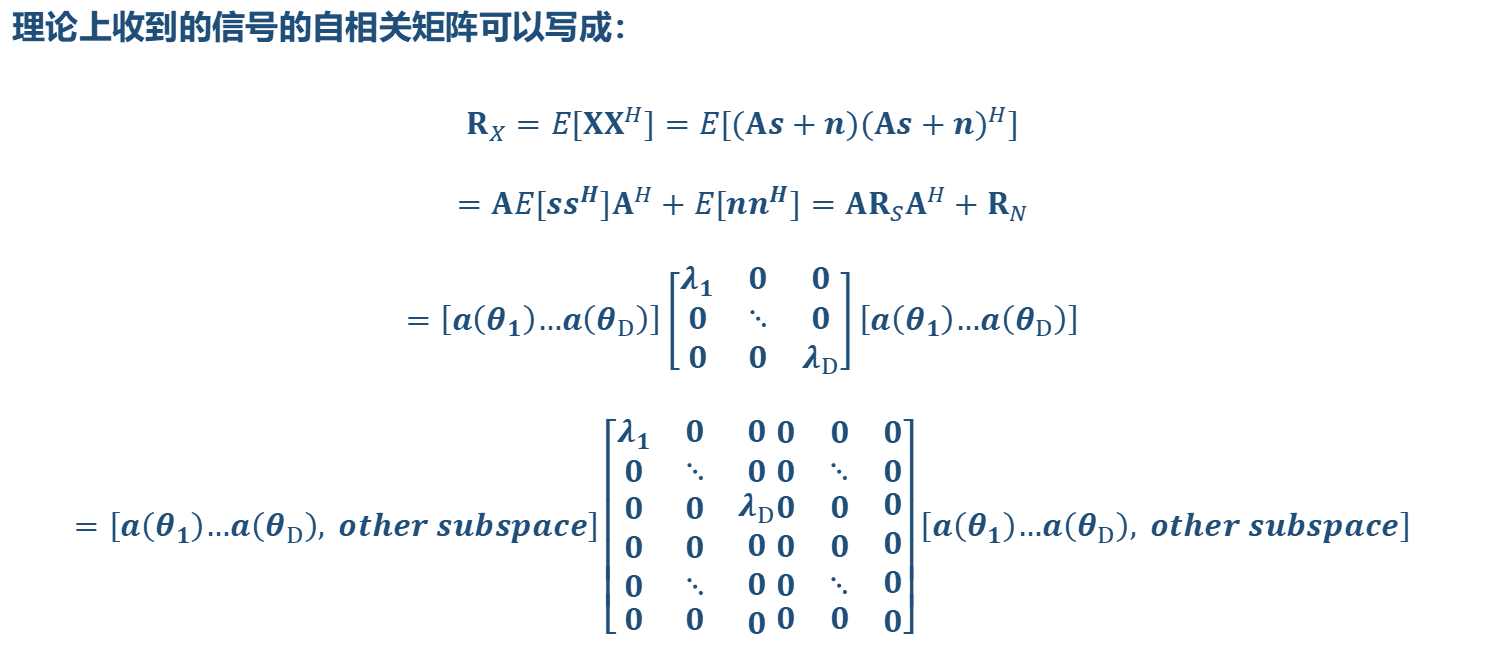 理论上收到的信号的自相关矩阵可以写成：
R_X = E[XX^H] = E[(As + n)(As + n)^H]
= AE[ss^H]A^H + E[nn^H] = AR_SA^H + R_N
= [a(θ_1)…a(θ_D)] [λ_1 0 0
0 ⋱ 0
0 0 λ_D] [a(θ_1)…a(θ_D)]
= [a(θ_1)…a(θ_D), other subspace] [λ_1 0 0 0 0 0
0 ⋱ 0 0 ⋱ 0
0 0 λ_D 0 0 0
0 0 0 0 0 0
0 ⋱ 0 0 ⋱ 0
0 0 0 0 0 0] [a(θ_1)…a(θ_D), other subspace]